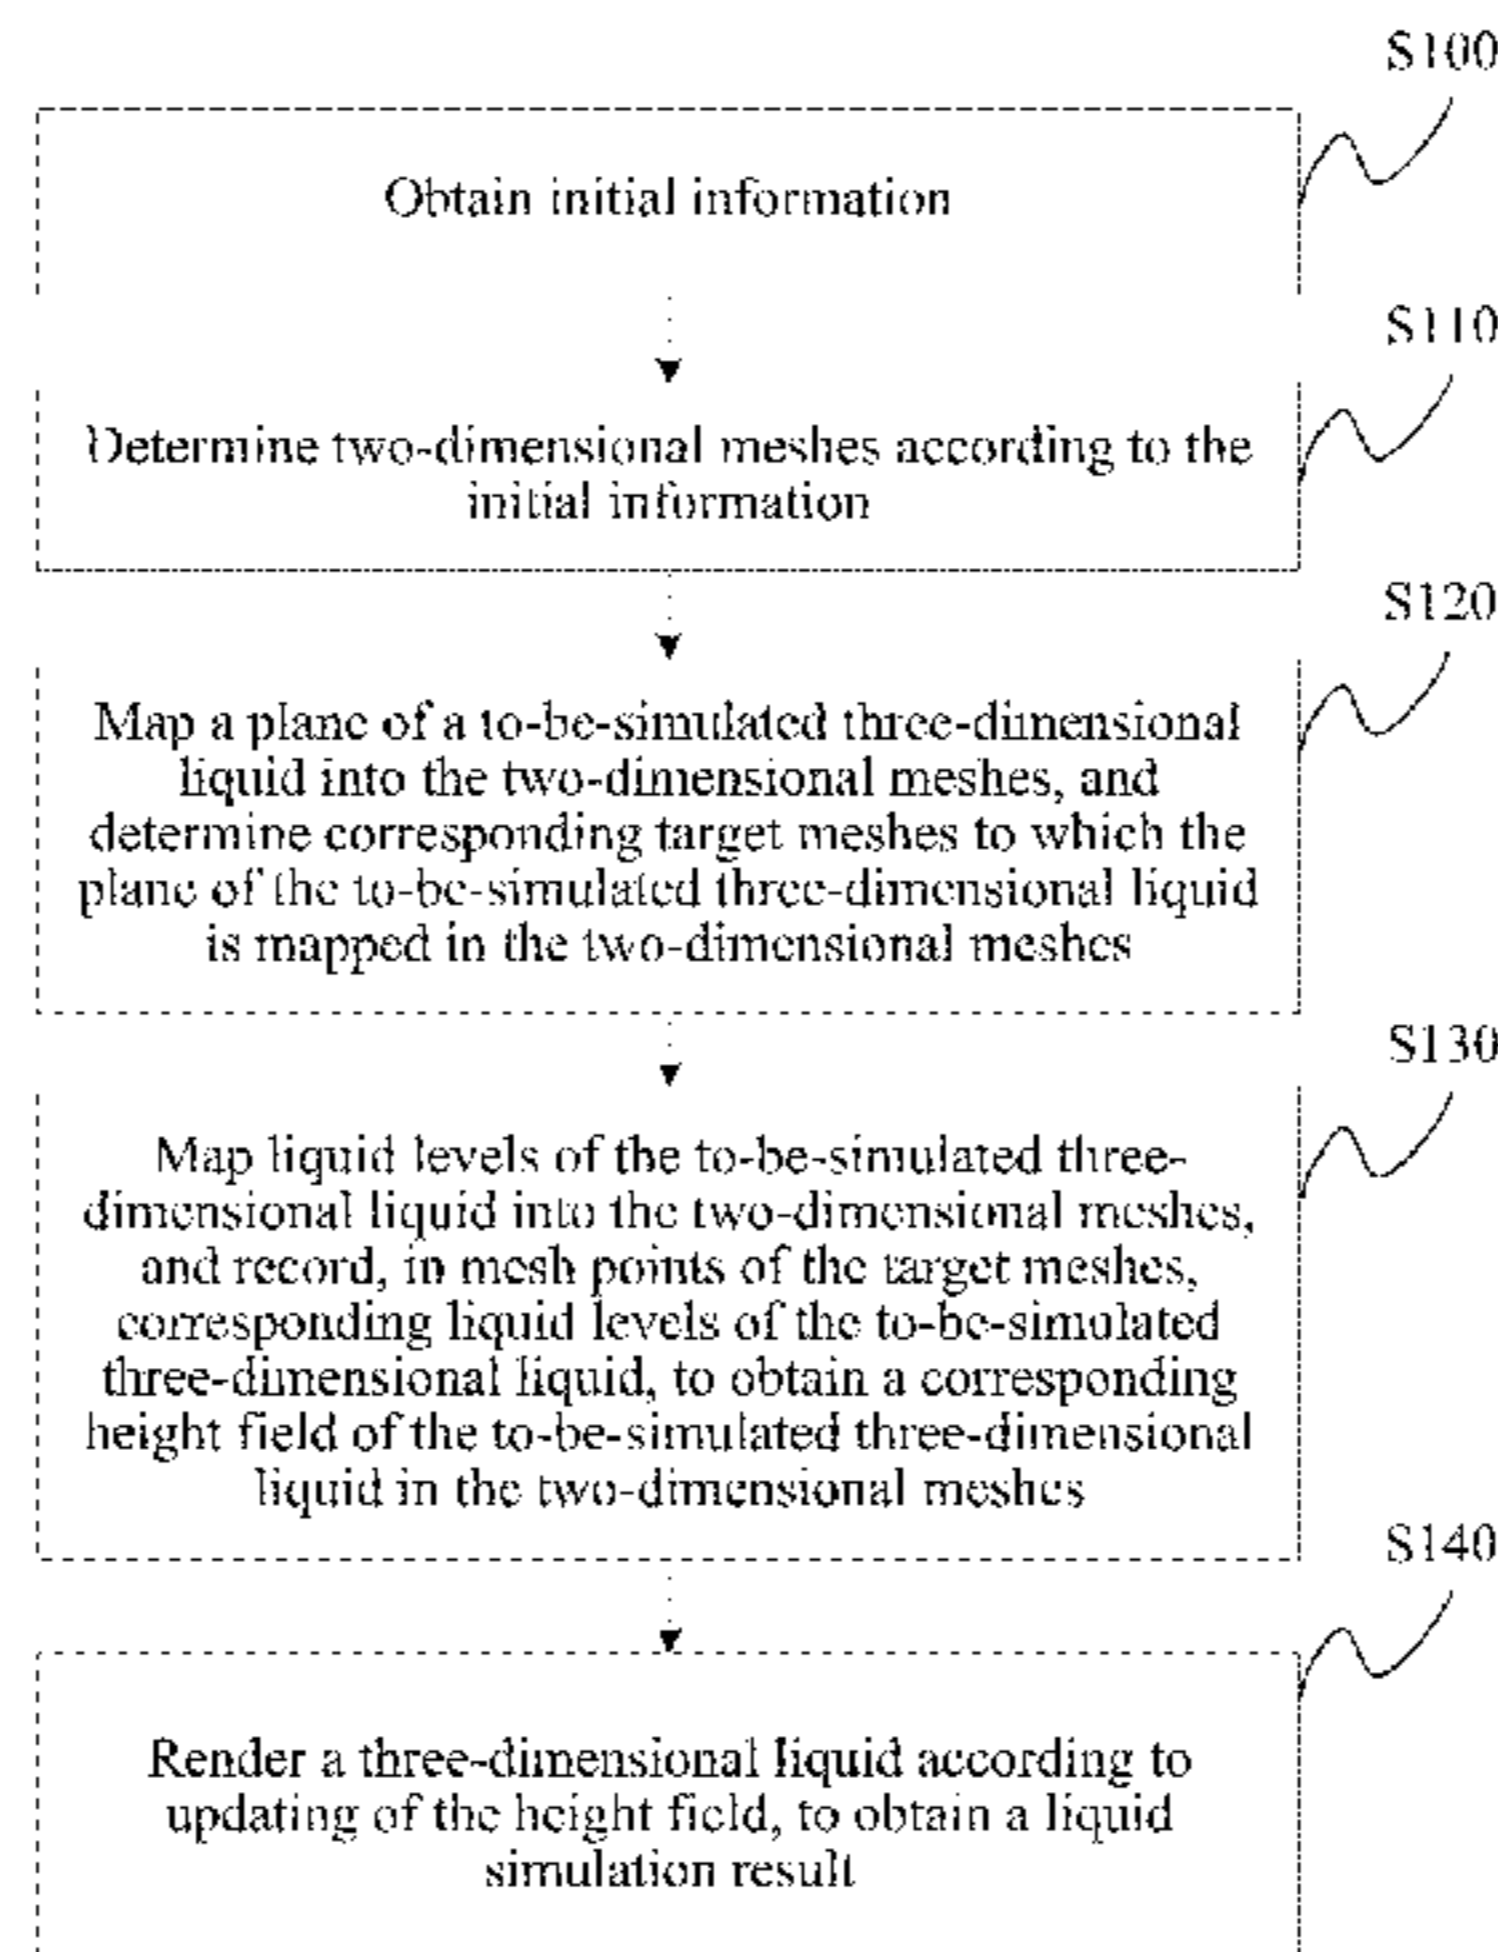 S100
Obtain initial information
S110
Determine two-dimensional meshes according to the
initial information
S120
Map a plane of a to-be-simulated three-dimensional
liquid into the two-dimensional meshes, and
determine corresponding target meshes to which the
plane of the to-be-simulated three-dimensional liquid
is mapped in the two-dimensional meshes
S130
Map liquid levels of the to-be-simulated three-
dimensional liquid into the two-dimensional meshes,
and record, in mesh points of the target meshes,
corresponding liquid levels of the to-be-simulated
three-dimensional liquid, to obtain a corresponding
height field of the to-be-simulated three-dimensional
liquid in the two-dimensional meshes
S140
Render a three-dimensional liquid according to
updating of the height field, to obtain a liquid
simulation result